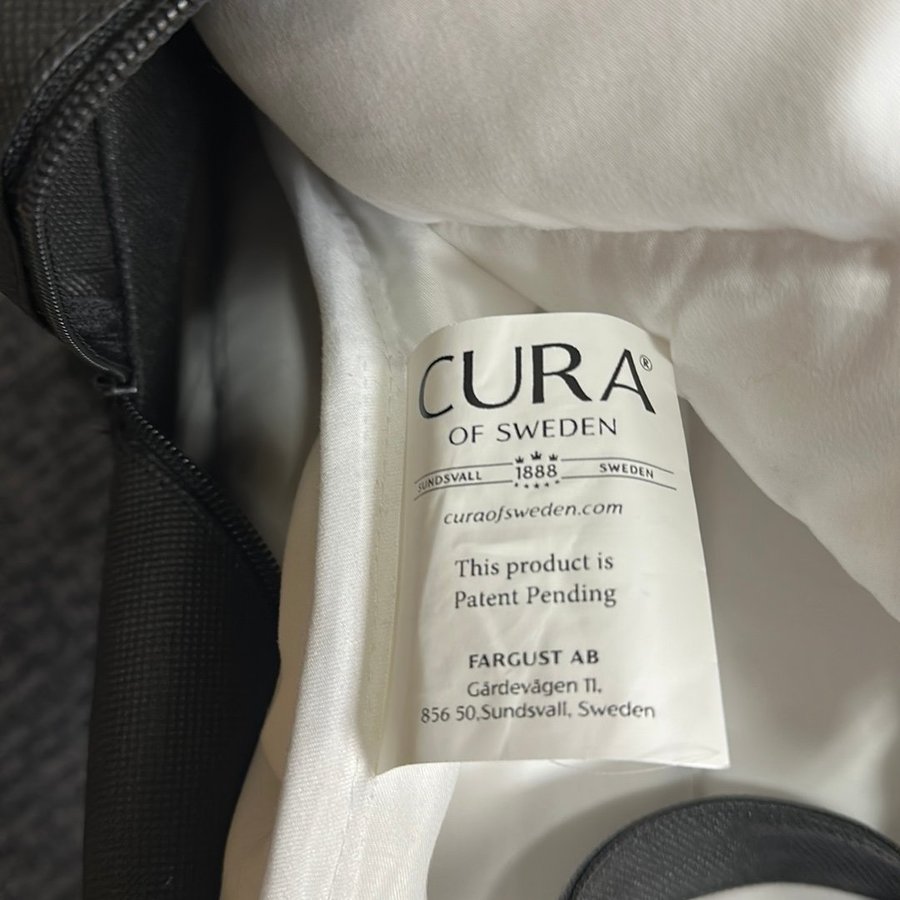 CURA®
OF SWEDEN
SUNDSVALL 1888 SWEDEN
curaofsweden.com
This product is
Patent Pending
FARGUST AB
Gärdevägen 11,
856 50,Sundsvall, Sweden